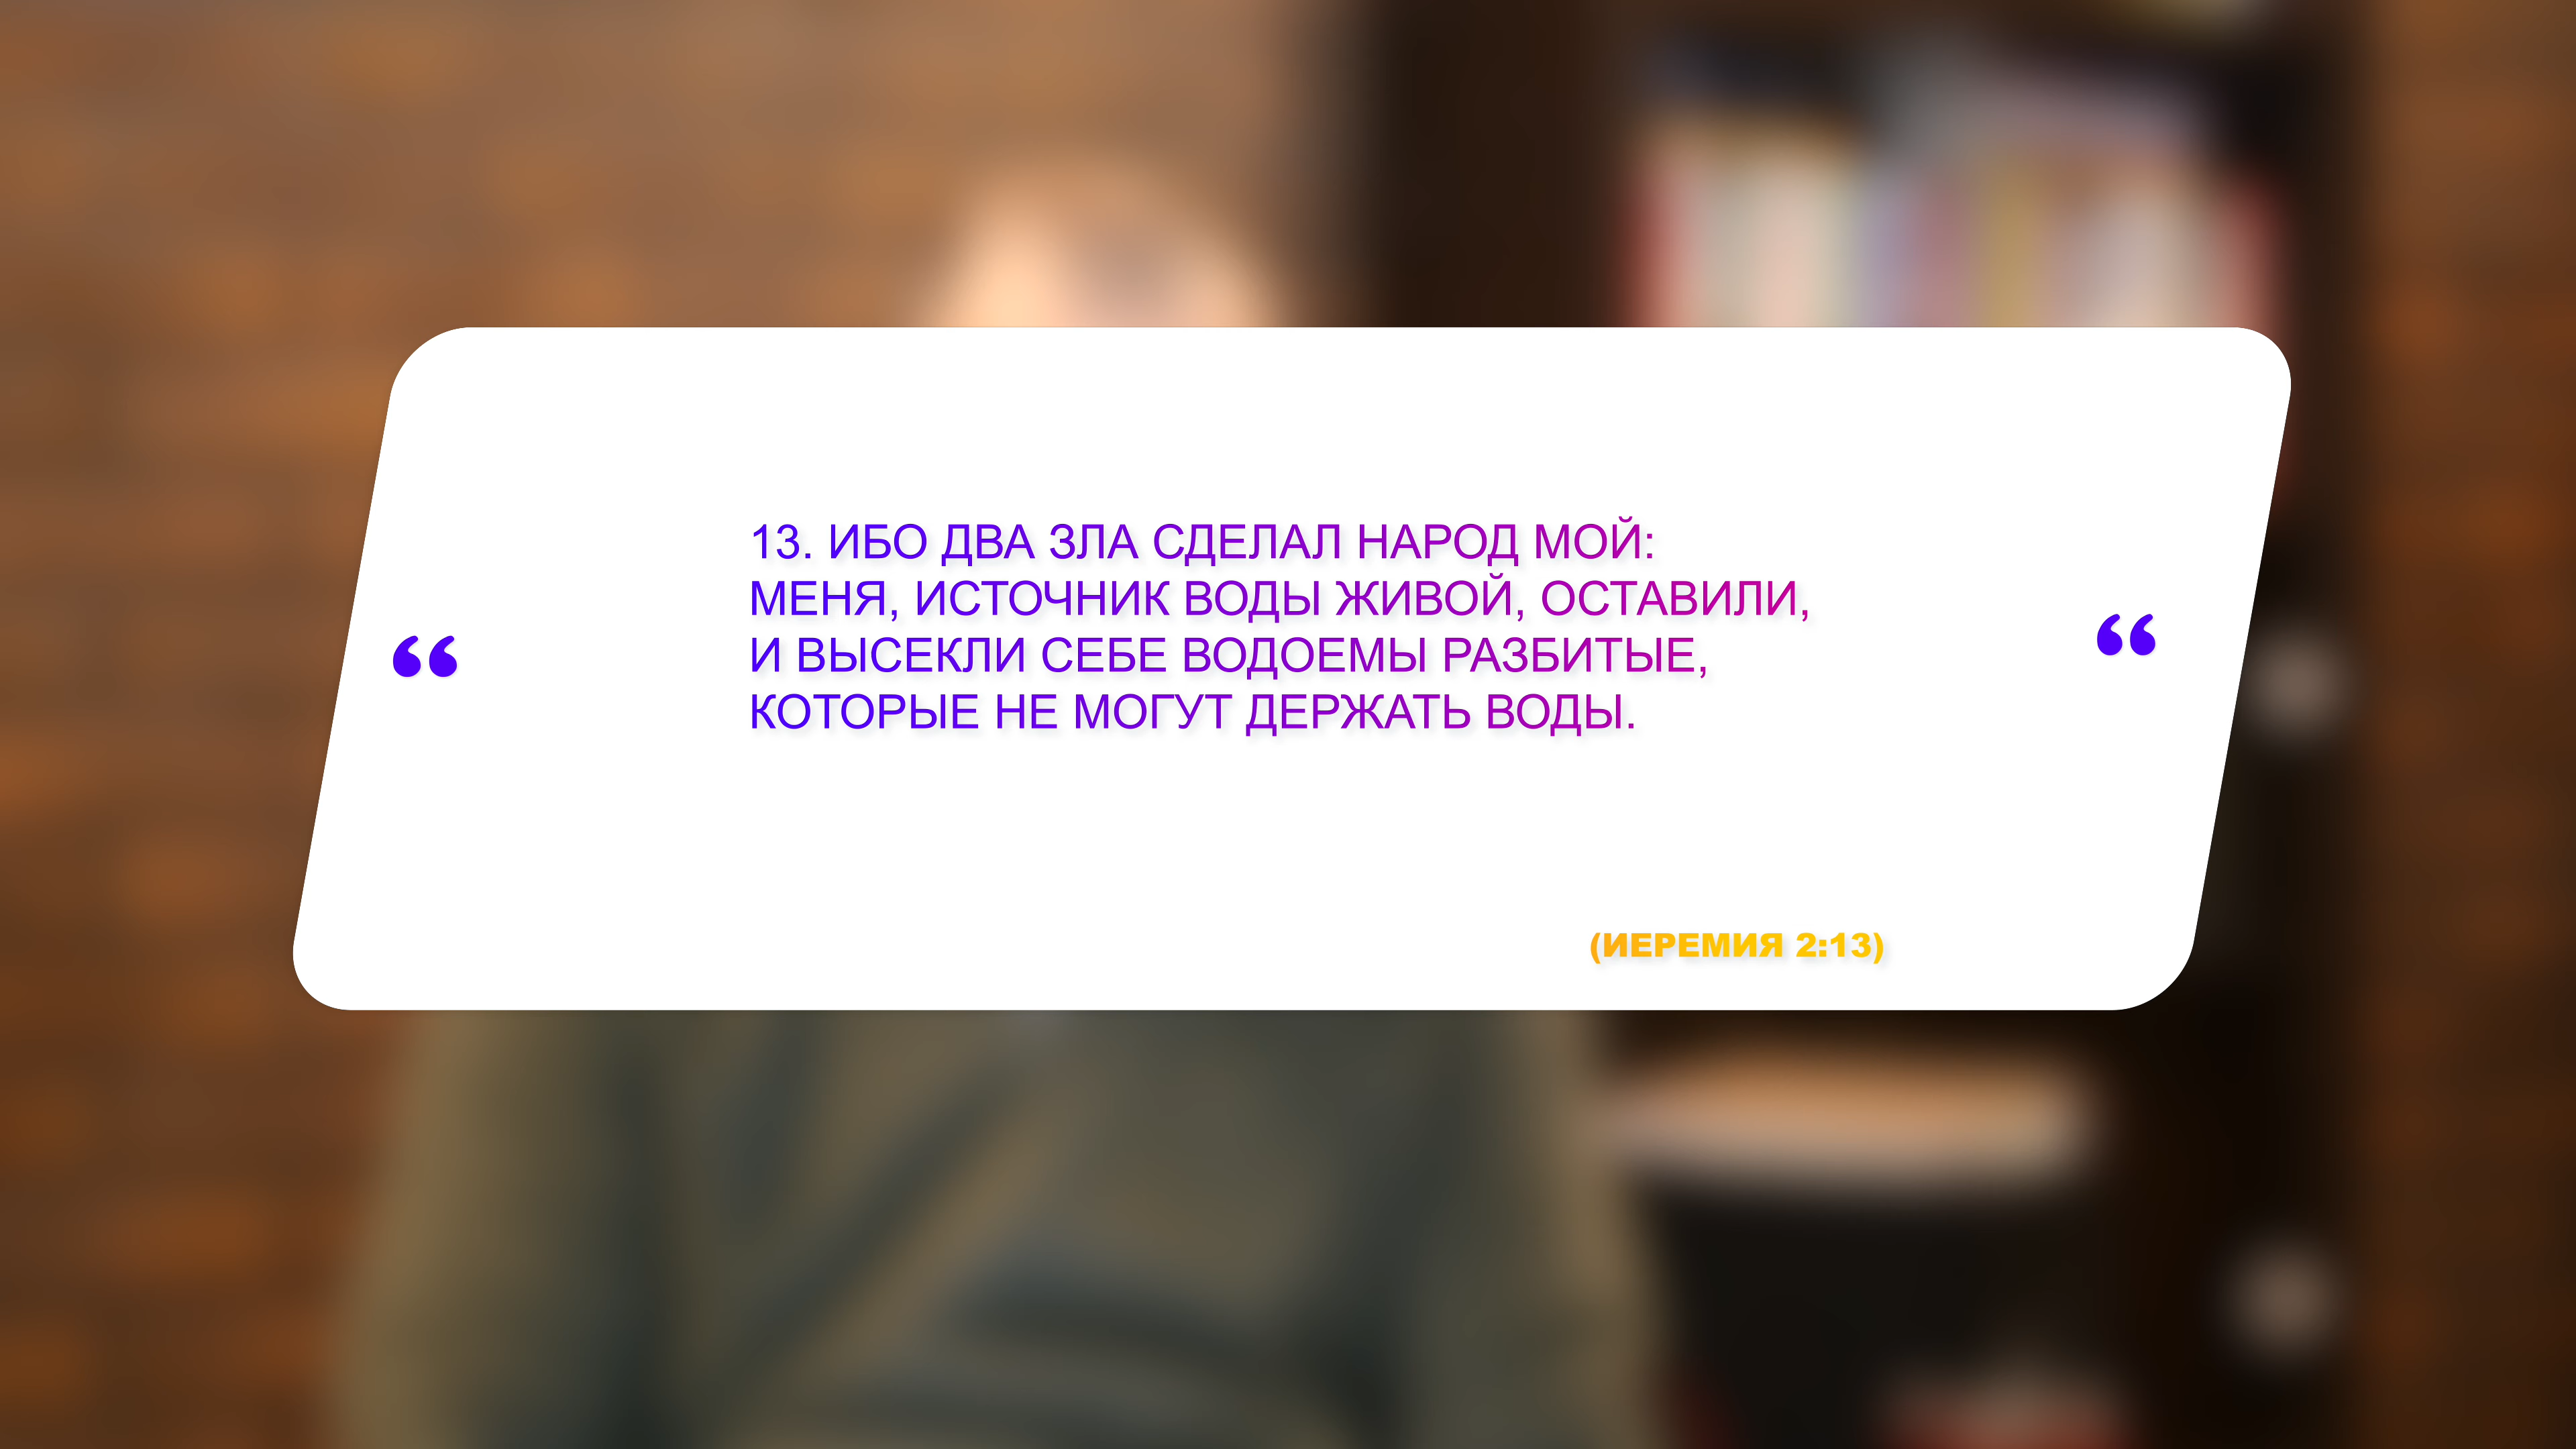 13. ИБО ДВА ЗЛА СДЕЛАЛ НАРОД МОЙ:
МЕНЯ, ИСТОЧНИК ВОДЫ ЖИВОЙ, ОСТАВИЛИ,
И ВЫСЕКЛИ СЕБЕ ВОДОЕМЫ РАЗБИТЫЕ,
КОТОРЫЕ НЕ МОГУТ ДЕРЖАТЬ ВОДЫ.
(ИЕРЕМИЯ 2:13)